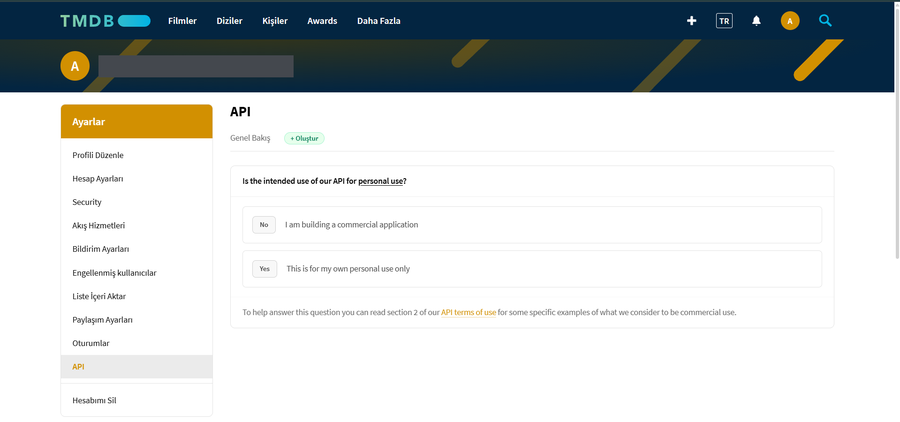 TMDB Filmler Diziler Kişiler Awards Daha Fazla TR A
A
Ayarlar
Profili Düzenle
Hesap Ayarları
Security
Akış Hizmetleri
Bildirim Ayarları
Engellenmiş kullanıcılar
Liste İçeri Aktar
Paylaşım Ayarları
Oturumlar
API
Hesabımı Sil
API
Genel Bakış + Oluştur
Is the intended use of our API for personal use?
No I am building a commercial application
Yes This is for my own personal use only
To help answer this question you can read section 2 of our API terms of use for some specific examples of what we consider to be commercial use.